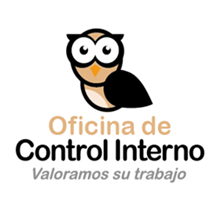 Oficina de
Control Interno
Valoramos su trabajo